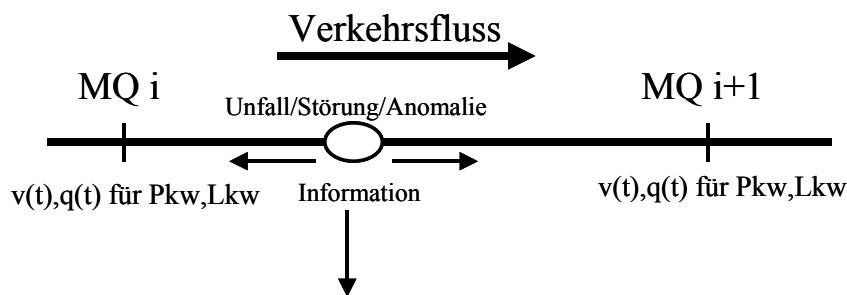 Verkehrsfluss
MQ i
MQ i+1
Unfall/Störung/Anomalie
v(t),q(t) für Pkw,Lkw
Information
v(t),q(t) für Pkw,Lkw